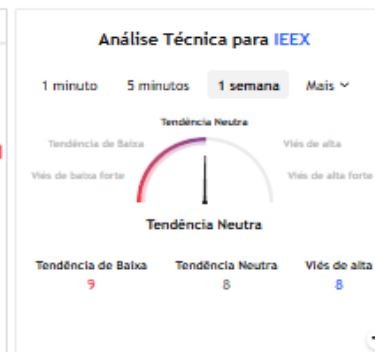 Análise Técnica para IEEX
1 minuto 5 minutos 1 semana Mais
Tendência Neutra
Tendência de Baixa Viés de alta
Viés de baixa forte Viés de alta forte
Tendência Neutra
Tendência de Baixa Tendência Neutra Viés de alta
9 8 8